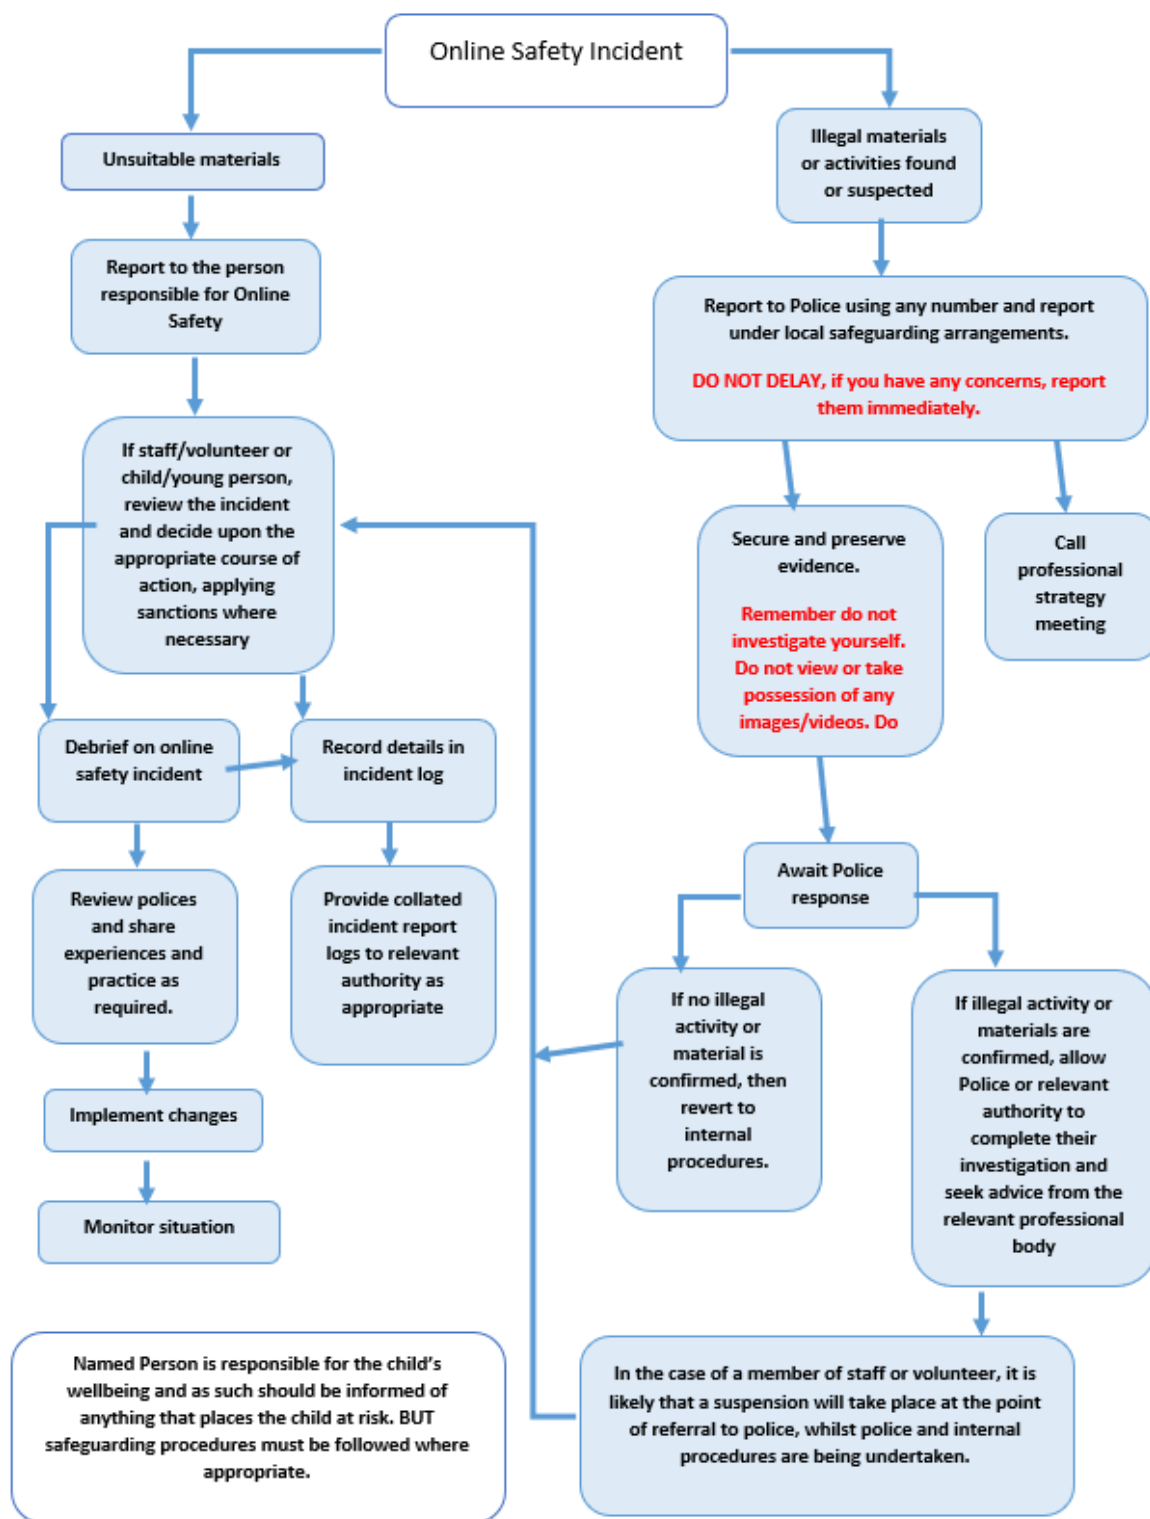 Online Safety Incident
Unsuitable materials
Report to the person
responsible for Online
Safety
If staff/volunteer or
child/young person,
review the incident
and decide upon the
appropriate course of
action, applying
sanctions where
necessary
Debrief on online
safety incident
Record details in
incident log
Review polices
and share
experiences and
practice as
required.
Provide collated
incident report
logs to relevant
authority as
appropriate
Implement changes
Monitor situation
Illegal materials
or activities found
or suspected
Report to Police using any number and report
under local safeguarding arrangements.
DO NOT DELAY, if you have any concerns, report
them immediately.
Secure and preserve
evidence.
Remember do not
investigate yourself.
Do not view or take
possession of any
images/videos. Do
Call
professional
strategy
meeting
Await Police
response
If no illegal
activity or
material is
confirmed, then
revert to
internal
procedures.
If illegal activity or
materials are
confirmed, allow
Police or relevant
authority to
complete their
investigation and
seek advice from the
relevant professional
body
In the case of a member of staff or volunteer, it is
likely that a suspension will take place at the point
of referral to police, whilst police and internal
procedures are being undertaken.
Named Person is responsible for the child's
wellbeing and as such should be informed of
anything that places the child at risk. BUT
safeguarding procedures must be followed where
appropriate.